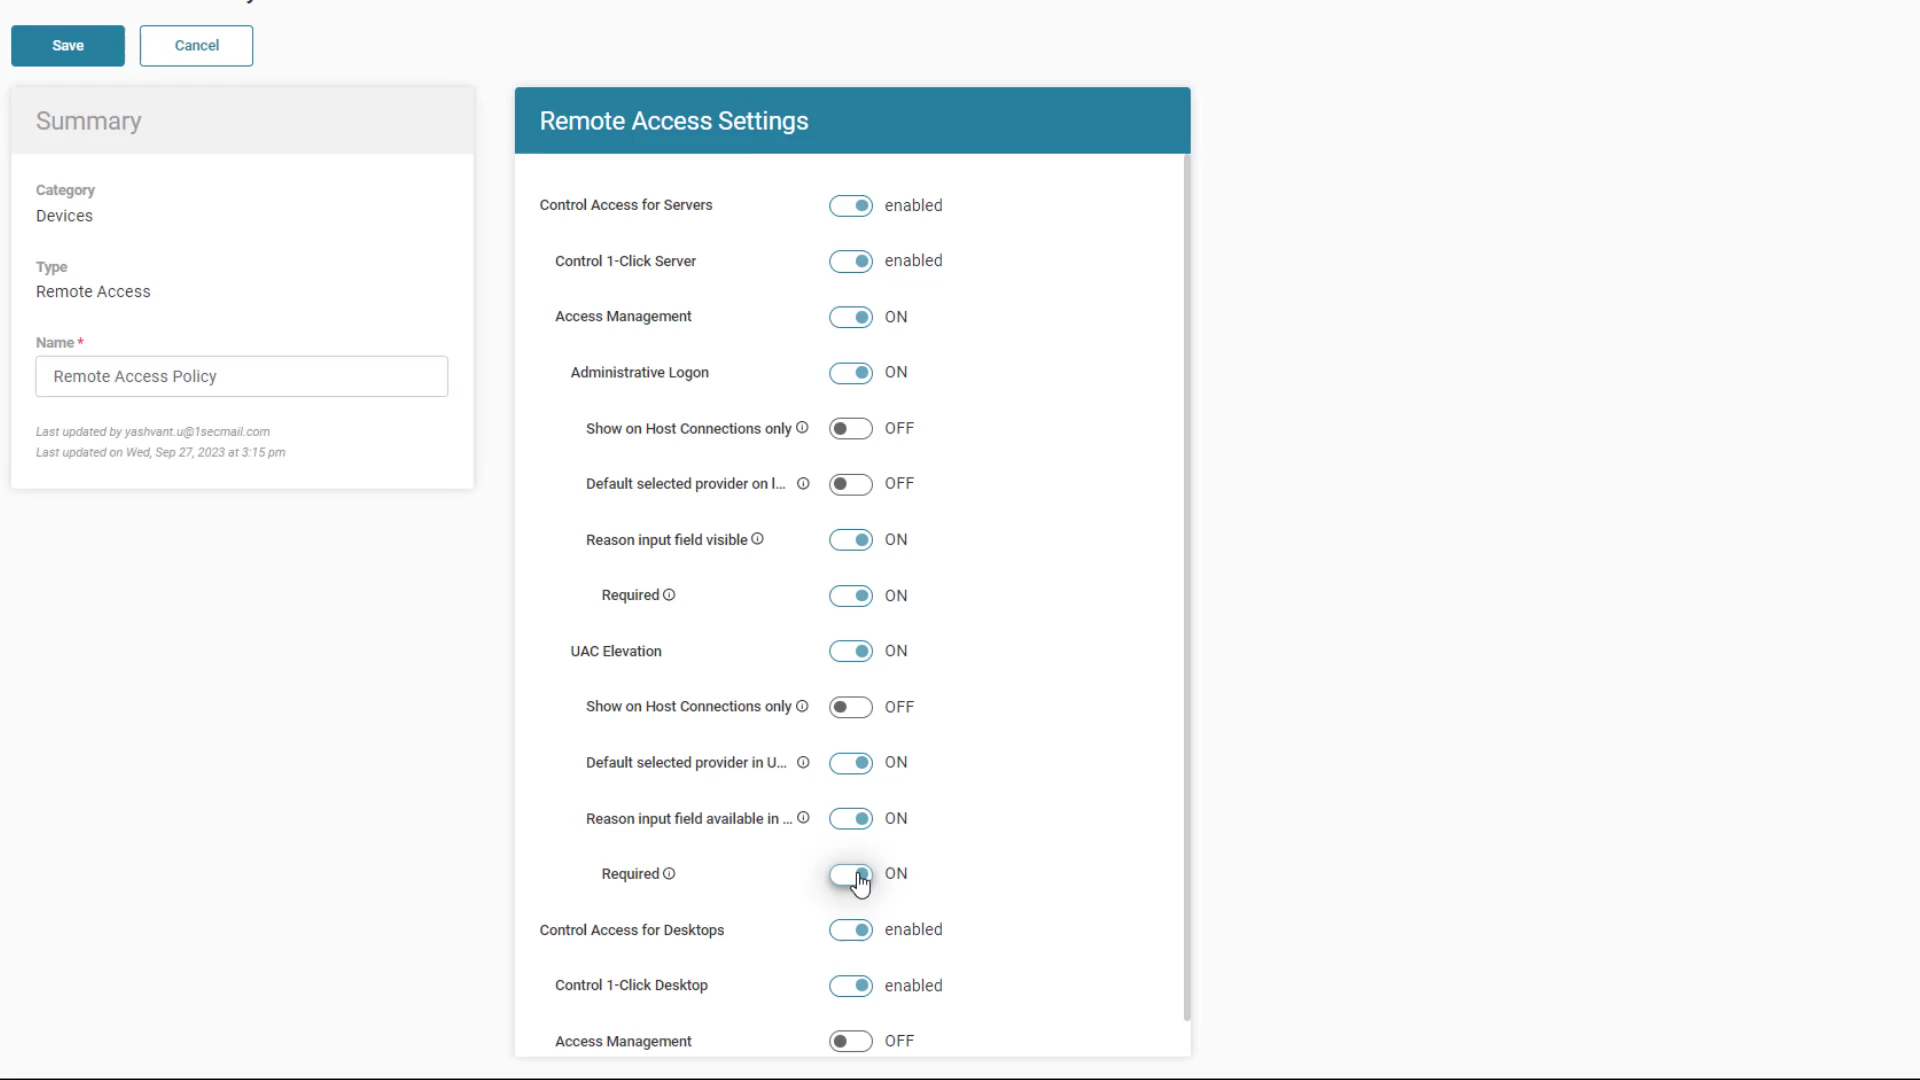 Save
Cancel
Summary
Category
Devices
Type
Remote Access
Name *
Remote Access Policy
Last updated by yashvant.u@1secmail.com
Last updated on Wed, Sep 27, 2023 at 3:15 pm
Remote Access Settings
Control Access for Servers enabled
Control 1-Click Server enabled
Access Management ON
Administrative Logon ON
Show on Host Connections only OFF
Default selected provider on l... OFF
Reason input field visible ON
Required ON
UAC Elevation ON
Show on Host Connections only OFF
Default selected provider in U... ON
Reason input field available in ... ON
Required ON
Control Access for Desktops enabled
Control 1-Click Desktop enabled
Access Management OFF